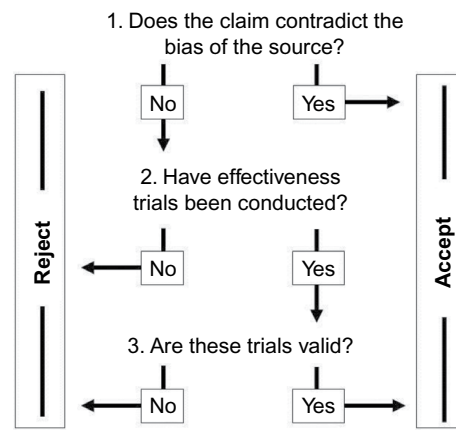 1. Does the claim contradict the
bias of the source?
No
Yes
2. Have effectiveness
trials been conducted?
Reject
No
Yes
Accept
3. Are these trials valid?
No
Yes